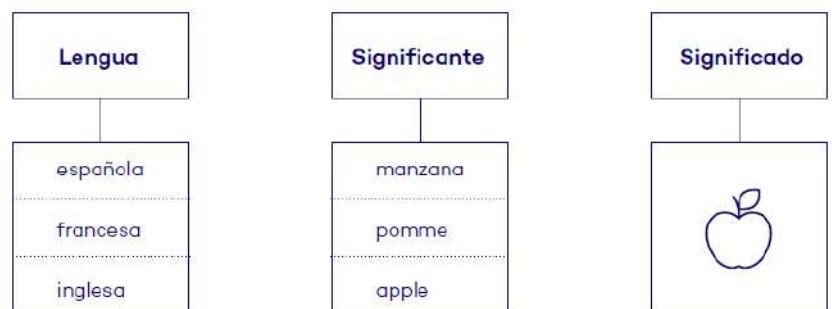 Lengua
Significante
Significado
española
manzana
francesa
pomme
inglesa
apple